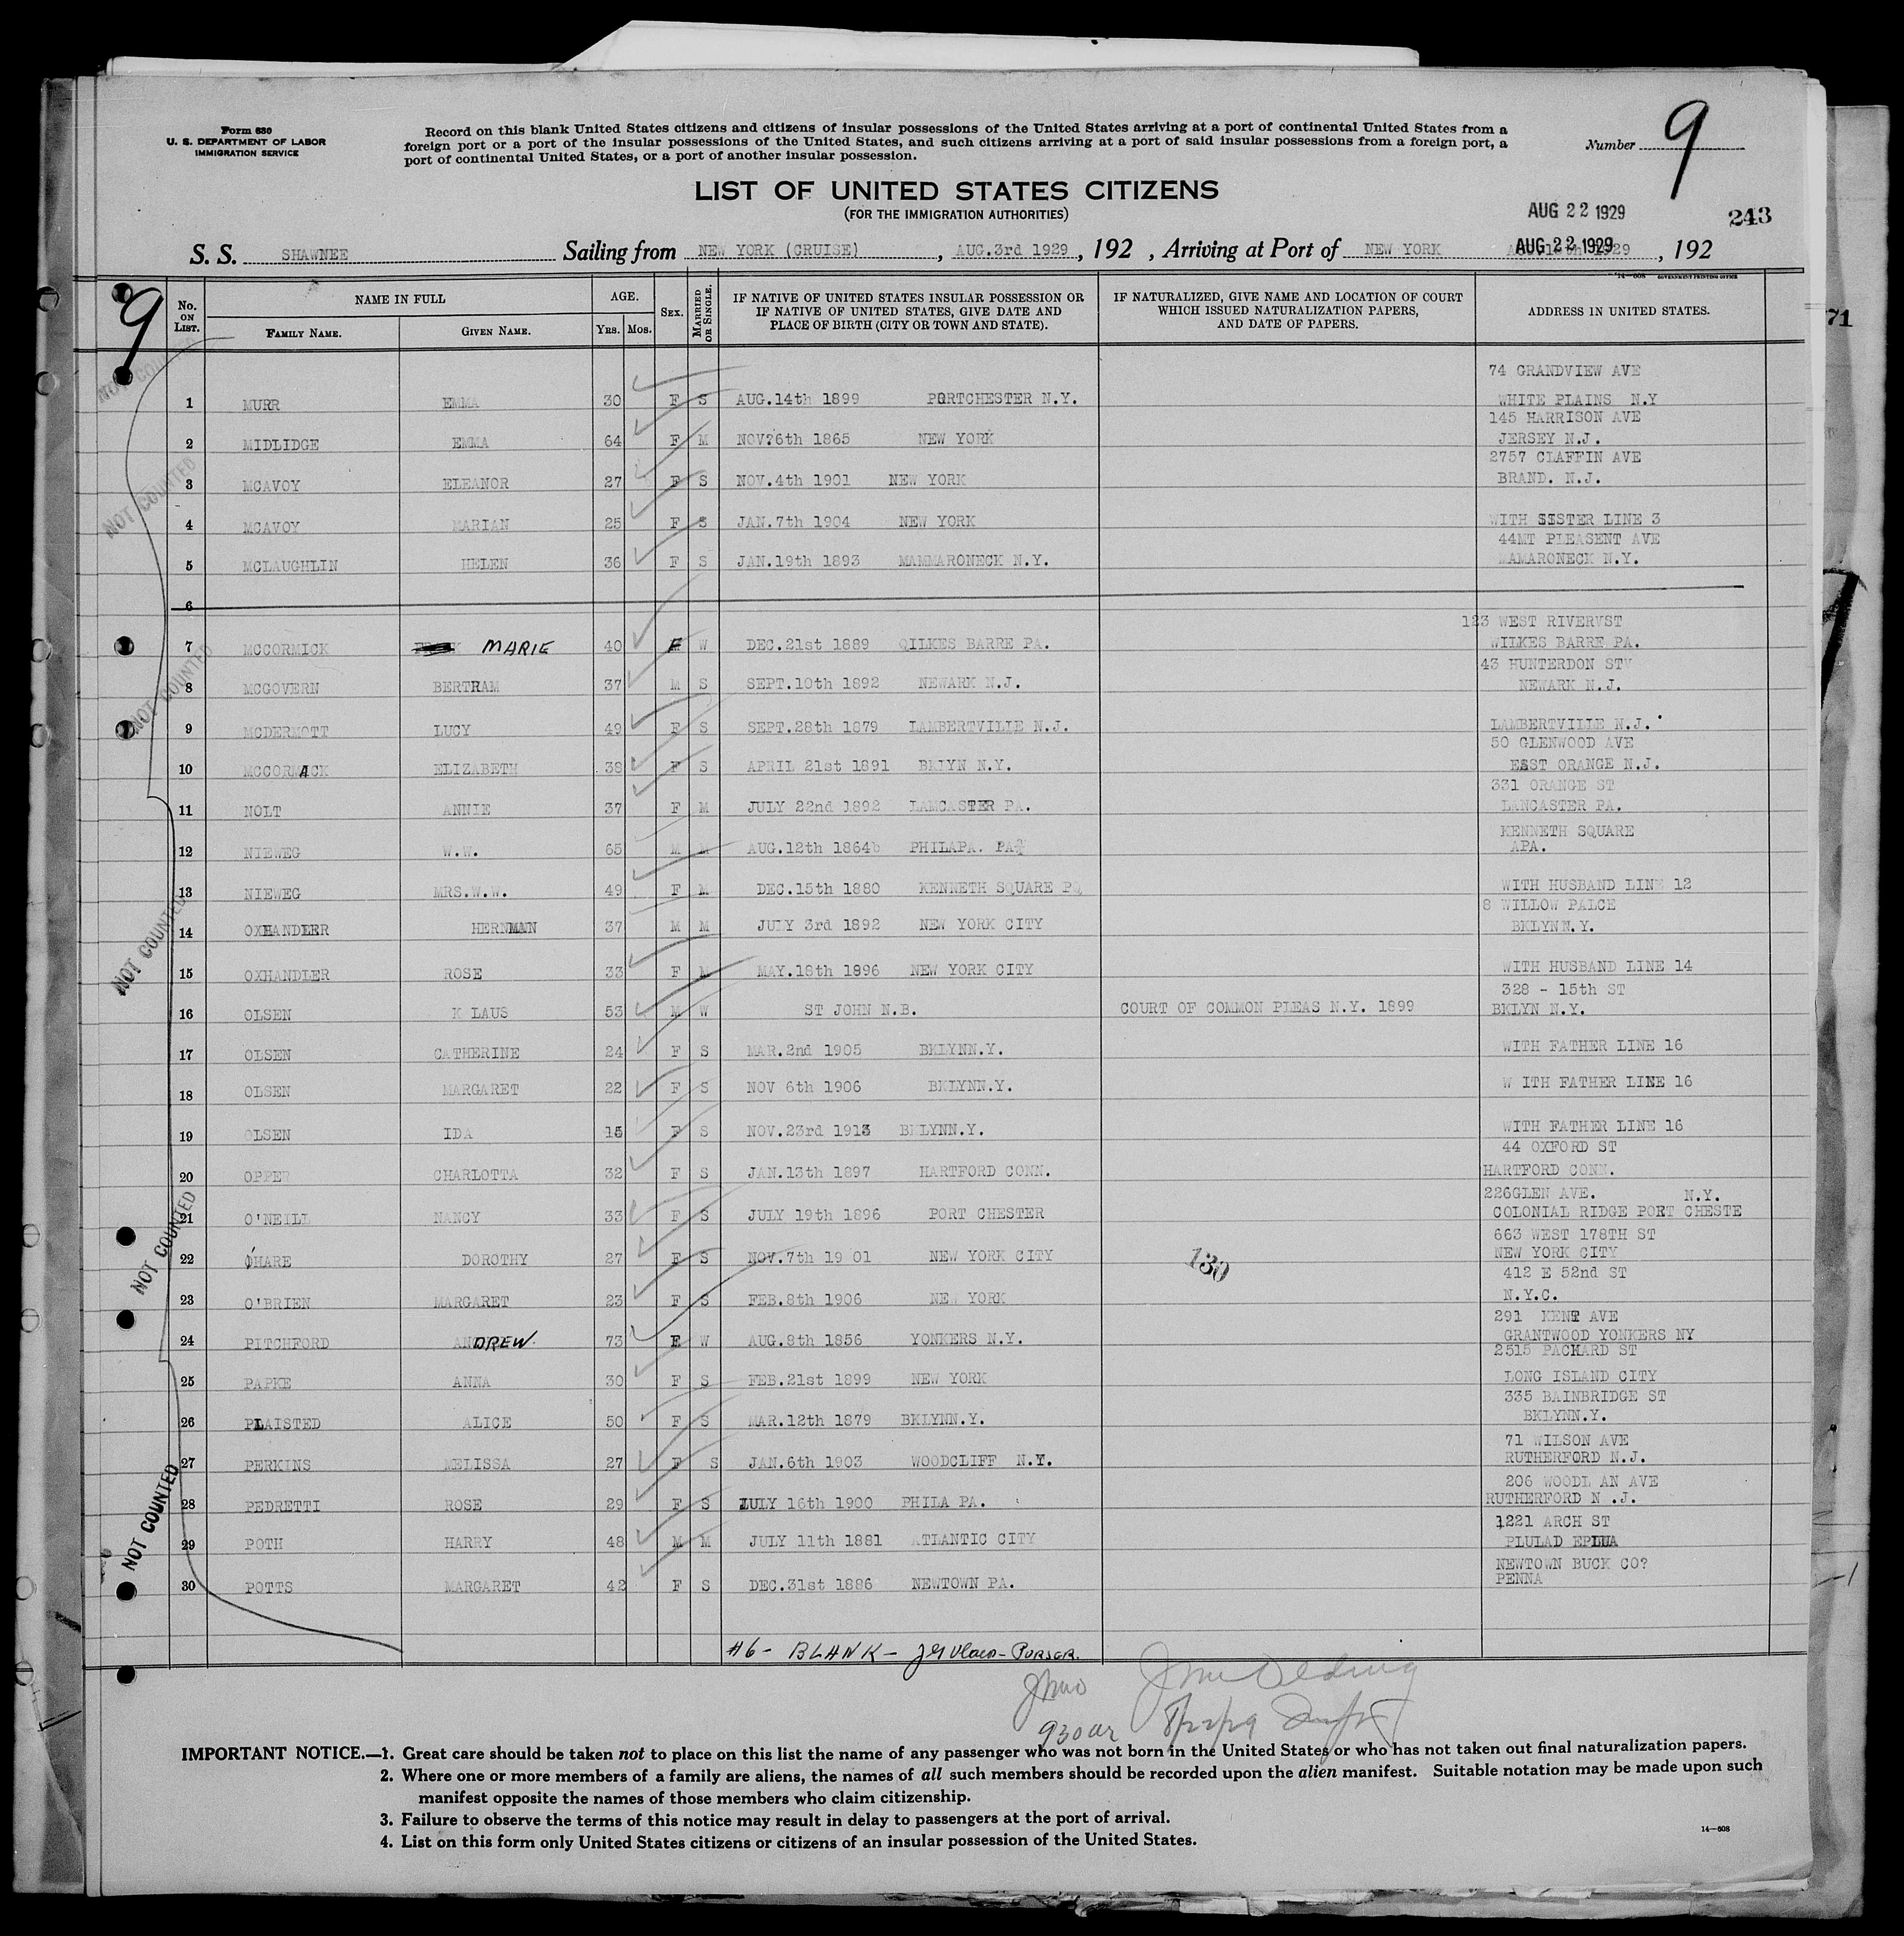 Form 630
U. S. DEPARTMENT OF LABOR
IMMIGRATION SERVICE
Record on this blank United States citizens and citizens of insular possessions of the United States arriving at a port of continental United States from a
foreign port or a port of the insular possessions of the United States, and such citizens arriving at a port of said insular possessions from a foreign port, a
port of continental United States, or a port of another insular possession.
Number 9
LIST OF UNITED STATES CITIZENS
(FOR THE IMMIGRATION AUTHORITIES)
AUG 22 1929
243
S. S. SHAWNEE Sailing from NEW YORK (CRUISE), AUG.3rd 1929, 192 , Arriving at Port of NEW YORK AUG 22 1929, 192
14—608 GOVERNMENT PRINTING OFFICE
9
71
No. ON LIST. NAME IN FULL FAMILY NAME. GIVEN NAME. AGE. YRS. MOS. SEX. MARRIED OR SINGLE. IF NATIVE OF UNITED STATES INSULAR POSSESSION OR IF NATIVE OF UNITED STATES, GIVE DATE AND PLACE OF BIRTH (CITY OR TOWN AND STATE). IF NATURALIZED, GIVE NAME AND LOCATION OF COURT WHICH ISSUED NATURALIZATION PAPERS, AND DATE OF PAPERS. ADDRESS IN UNITED STATES.
74 GRANDVIEW AVE
1 MURR EMMA 30 F S AUG.14th 1899 PORTCHESTER N.Y. WHITE PLAINS N.Y
145 HARRISON AVE
2 MIDLIDGE EMMA 64 F M NOV?6th 1865 NEW YORK JERSEY N.J.
2757 CLAFFIN AVE
3 MCAVOY ELEANOR 27 F S NOV.4th 1901 NEW YORK BRAND. N.J.
4 MCAVOY MARIAN 25 F S JAN.7th 1904 NEW YORK WITH SISTER LINE 3
44MT PLEASENT AVE
5 MCLAUGHLIN HELEN 36 F S JAN.19th 1893 MAMMARONECK N.Y. MAMARONECK N.Y.
6
123 WEST RIVERVST
7 MCCORMICK MARIE 40 F W DEC.21st 1889 QILKES BARRE PA. WILKES BARRE PA.
43 HUNTERDON STV
8 MCGOVERN BERTRAM 37 M S SEPT.10th 1892 NEWARK N.J. NEWARK N.J.
9 MCDERMOTT LUCY 49 F S SEPT.28th 1879 LAMBERTVILIE N.J. LAMBERTVILIE N.J.
50 GLENWOOD AVE
10 MCCORMACK ELIZABETH 38 F S APRIL 21st 1891 BKIYN N.Y. EAST ORANGE N.J.
331 ORANGE ST
11 NOLT ANNIE 37 F M JULY 22nd 1892 LAMCASTER PA. LANCASTER PA.
KENNETH SQUARE
12 NIEWEG W.W. 65 M M AUG.12th 1864 PHILAPA. PA APA.
13 NIEWEG MRS.W.W. 49 F M DEC.15th 1880 KENNETH SQUARE PQ WITH HUSBAND LINE 12
8 WILLOW PALCE
14 OXHANDLER HERNMAN 37 M M JULY 3rd 1892 NEW YORK CITY BKLYNN.Y.
15 OXHANDLER ROSE 33 F M MAY.18th 1896 NEW YORK CITY WITH HUSBAND LINE 14
328 - 15th ST
16 OLSEN K LAUS 53 M W ST JOHN N.B. COURT OF COMMON PLEAS N.Y. 1899 BKLYN N.Y.
17 OLSEN CATHERINE 24 F S MAR.2nd 1905 BKLYNN.Y. WITH FATHER LINE 16
18 OLSEN MARGARET 22 F S NOV 6th 1906 BKLYNN.Y. W ITH FATHER LINE 16
19 OLSEN IDA 15 F S NOV.23rd 1913 BKLYNN.Y. WITH FATHER LINE 16
44 OXFORD ST
20 OPPER CHARLOTTA 32 F S JAN.13th 1897 HARTFORD CONN. HARTFORD CONN.
226GLEN AVE. N.Y.
21 O'NEILL NANCY 33 F S JULY 19th 1896 PORT CHESTER COLONIAL RIDGE PORT CHESTE
663 WEST 178TH ST
22 O'HARE DOROTHY 27 F S NOV.7th 19 01 NEW YORK CITY 130 NEW YORK CITY
412 E 52nd ST
23 O'BRIEN MARGARET 23 F S FEB.8th 1906 NEW YORK N.Y.C.
291 KENT AVE
24 PITCHFORD ANDREW 73 F W AUG.8th 1856 YONKERS N.Y. GRANTWOOD YONKERS NY
2515 PACKARD ST
25 PAPKE ANNA 30 F S FEB.21st 1899 NEW YORK LONG ISLAND CITY
335 BAINBRIDGE ST
26 PLAISTED ALICE 50 F S MAR.12th 1879 BKLYNN.Y. BKLYNN.Y.
71 WILSON AVE
27 PERKINS MELISSA 27 F S JAN.6th 1903 WOODCLIFF N.Y. RUTHERFORD N.J.
206 WOODL AN AVE
28 PEDRETTI ROSE 29 F S JULY 16th 1900 PHILA PA. RUTHERFORD N .J.
1221 ARCH ST
29 POTH HARRY 48 M M JULY 11th 1881 ATLANTIC CITY PLULAD
NEWTOWN BUCK CO?
30 POTTS MARGARET 42 F S DEC.31st 1886 NEWTOWN PA. PENNA
NOT COUNTED
NOT COUNTED
NOT COUNTED
NOT COUNTED
NOT COUNTED
NOT COUNTED
#6 - BLANK - PURSER.
930 am 8/22/29
IMPORTANT NOTICE.—1. Great care should be taken not to place on this list the name of any passenger who was not born in the United States or who has not taken out final naturalization papers.
2. Where one or more members of a family are aliens, the names of all such members should be recorded upon the alien manifest. Suitable notation may be made upon such
manifest opposite the names of those members who claim citizenship.
3. Failure to observe the terms of this notice may result in delay to passengers at the port of arrival.
4. List on this form only United States citizens or citizens of an insular possession of the United States.
14—608